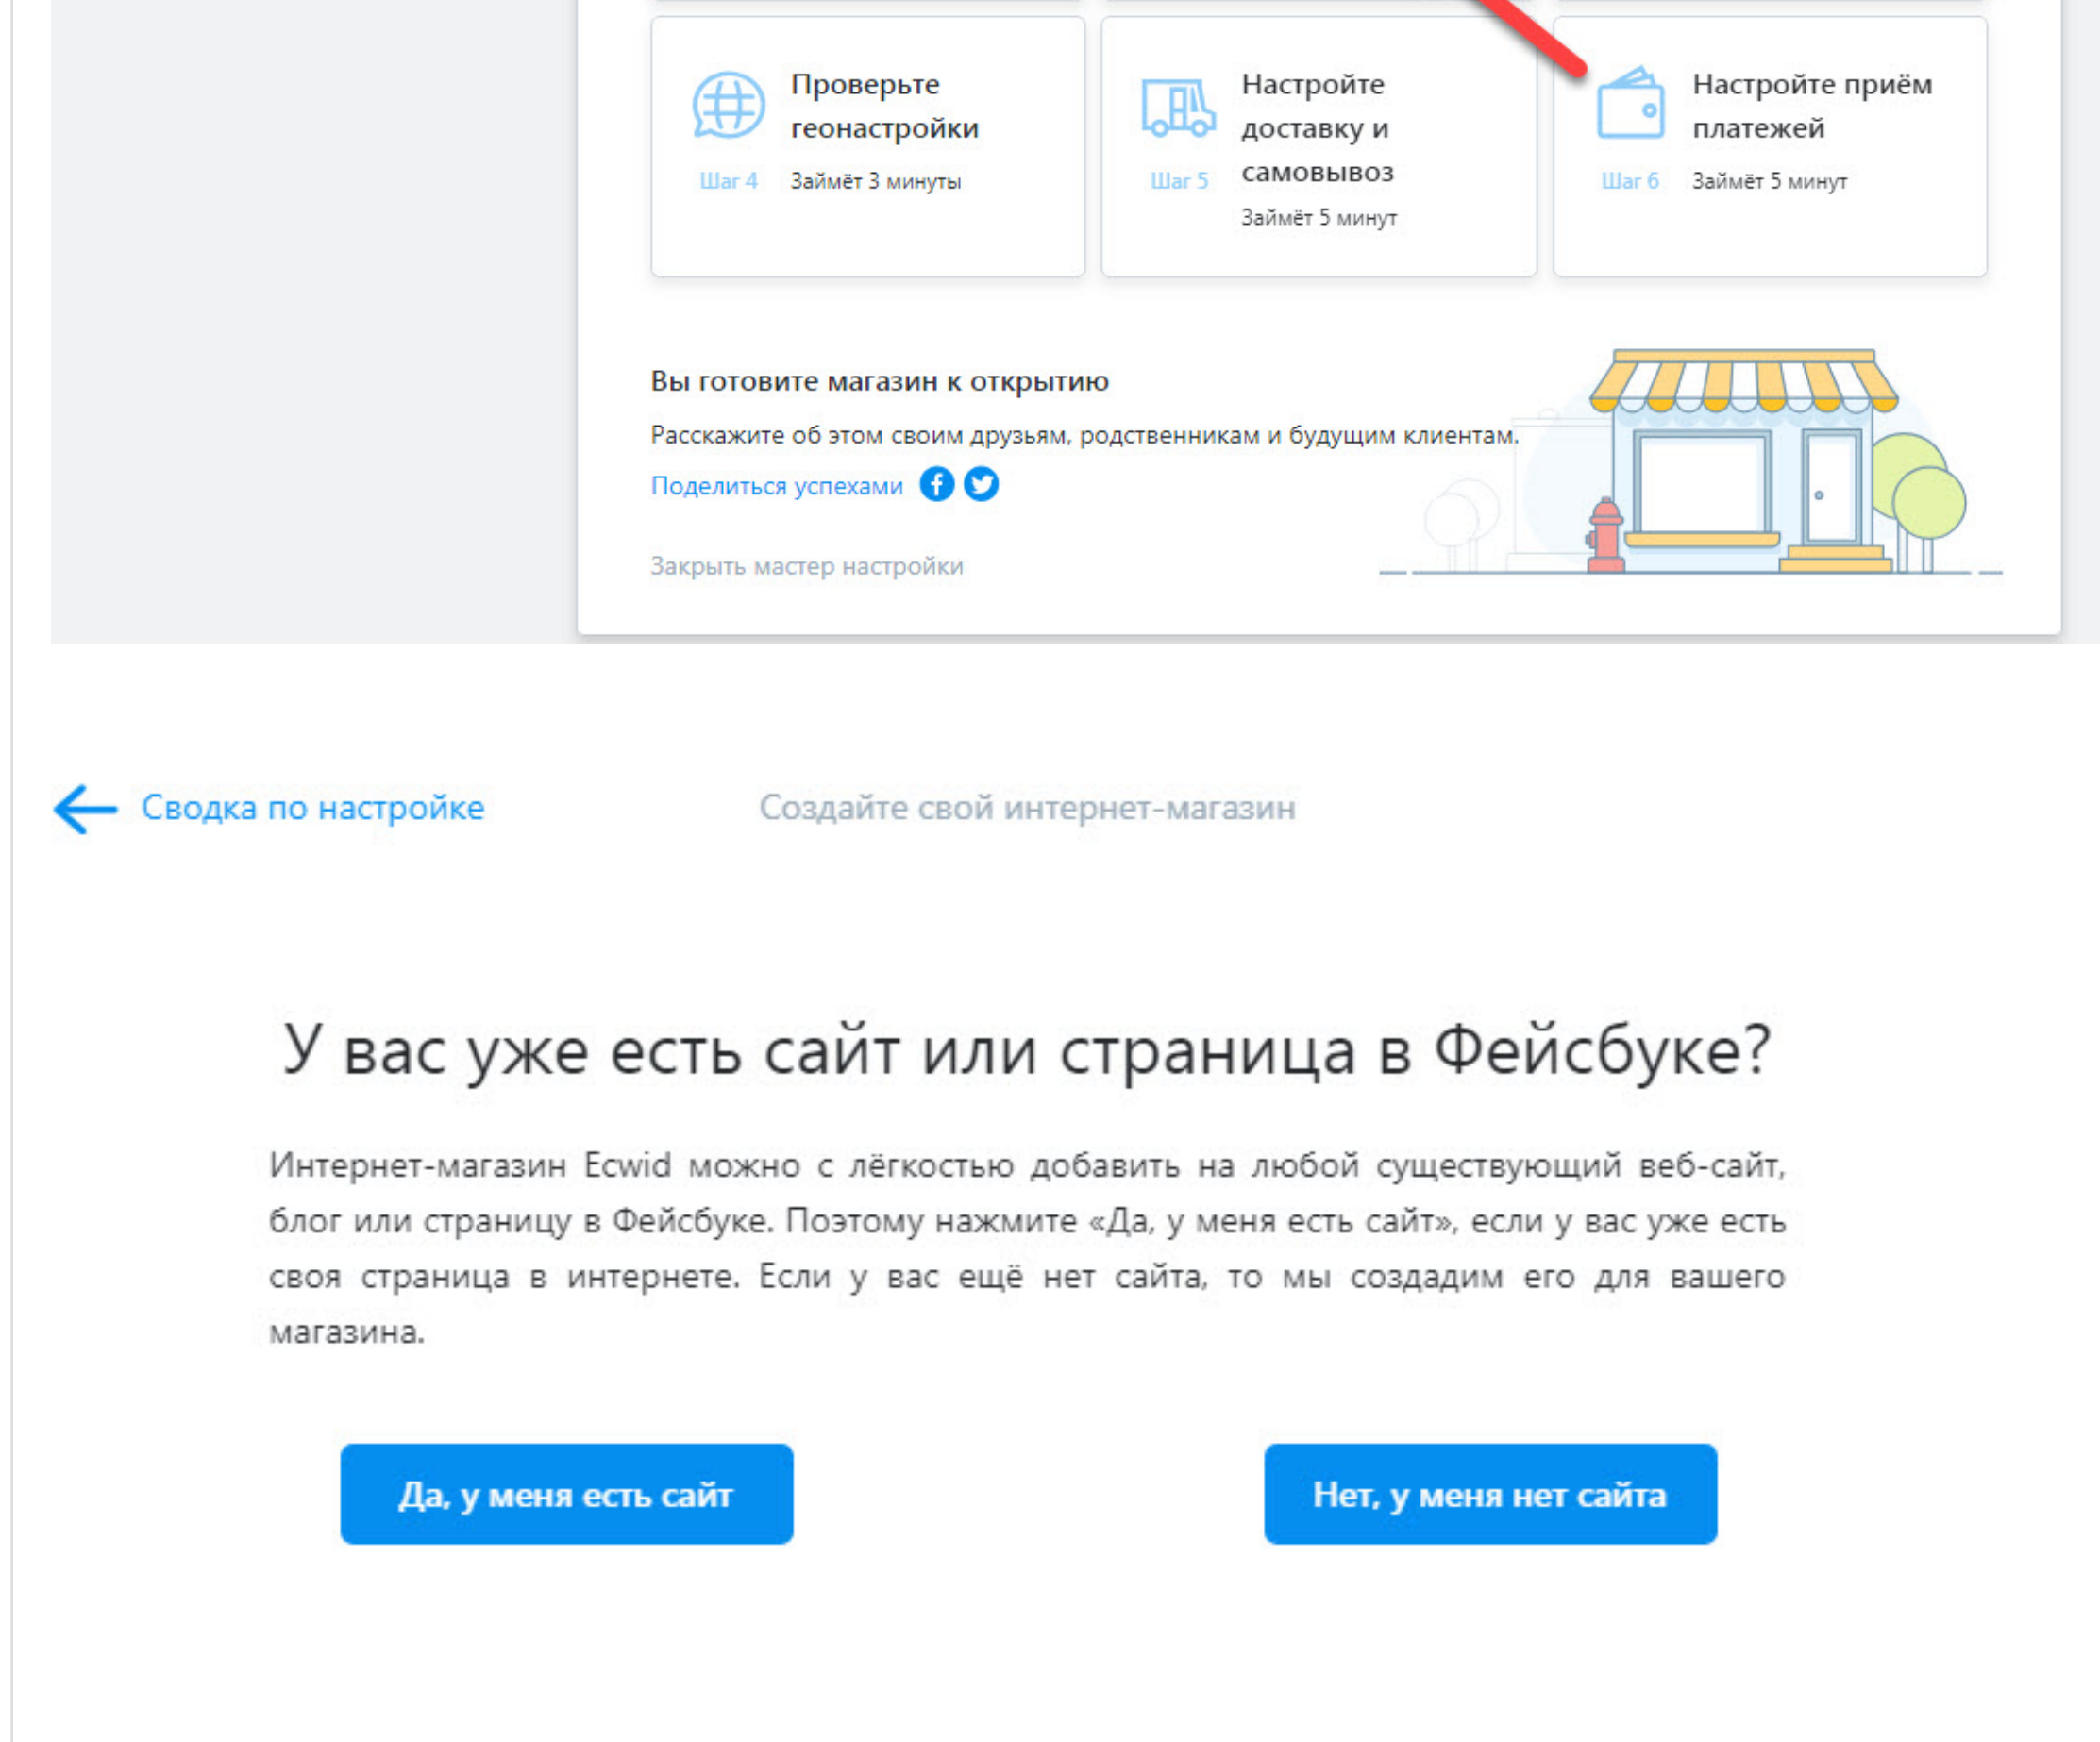 Проверьте
геонастройки
Шаг 4
Займёт 3 минуты
Настройте
доставку и
самовывоз
Шаг 5
Займёт 5 минут
Настройте приём
платежей
Шаг 6
Займёт 5 минут
Вы готовите магазин к открытию
Расскажите об этом своим друзьям, родственникам и будущим клиентам.
Поделиться успехами
Закрыть мастер настройки
Сводка по настройке
Создайте свой интернет-магазин
У вас уже есть сайт или страница в Фейсбуке?
Интернет-магазин Ecwid можно с лёгкостью добавить на любой существующий веб-сайт,
блог или страницу в Фейсбуке. Поэтому нажмите «Да, у меня есть сайт», если у вас уже есть
своя страница в интернете. Если у вас ещё нет сайта, то мы создадим его для вашего
магазина.
Да, у меня есть сайт
Нет, у меня нет сайта